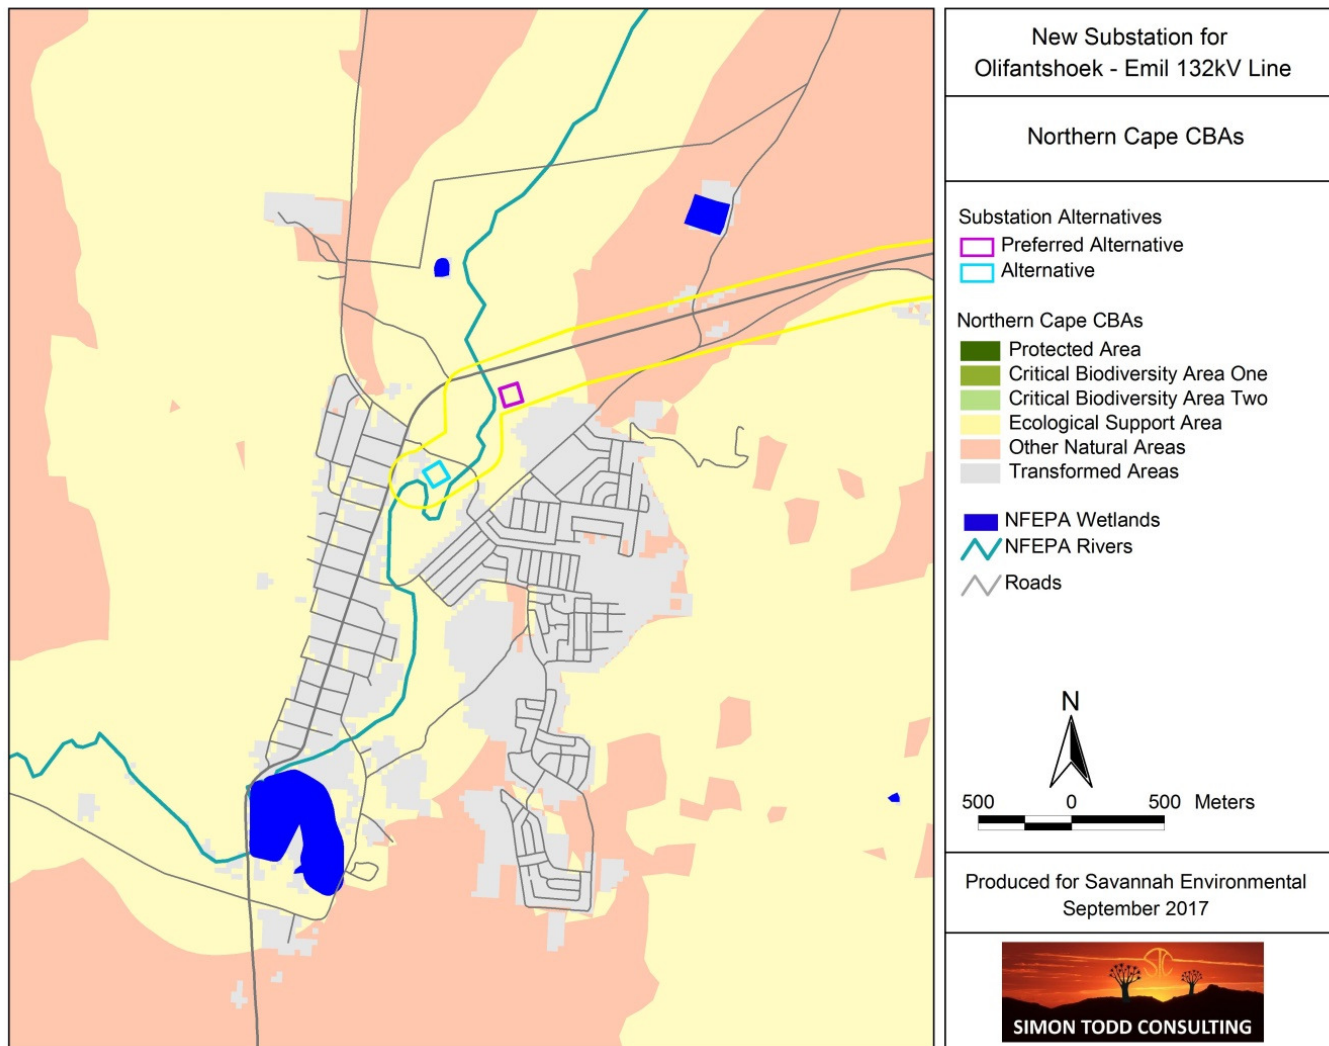 New Substation for
Olifantshoek - Emil 132kV Line
Northern Cape CBAs
Substation Alternatives
Preferred Alternative
Alternative
Northern Cape CBAs
Protected Area
Critical Biodiversity Area One
Critical Biodiversity Area Two
Ecological Support Area
Other Natural Areas
Transformed Areas
NFEPA Wetlands
NFEPA Rivers
Roads
N
500 0 500 Meters
Produced for Savannah Environmental
September 2017
STC
SIMON TODD CONSULTING